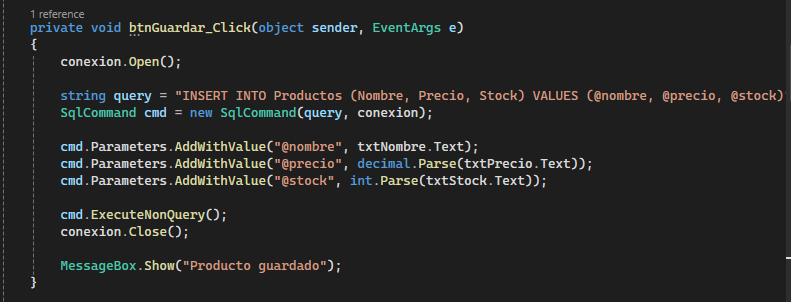 1 reference
private void btnGuardar_Click(object sender, EventArgs e)
{
conexion.Open();
string query = "INSERT INTO Productos (Nombre, Precio, Stock) VALUES (@nombre, @precio, @stock)"
SqlCommand cmd = new SqlCommand(query, conexion);
cmd.Parameters.AddWithValue("@nombre", txtNombre.Text);
cmd.Parameters.AddWithValue("@precio", decimal.Parse(txtPrecio.Text));
cmd.Parameters.AddWithValue("@stock", int.Parse(txtStock.Text));
cmd.ExecuteNonQuery();
conexion.Close();
MessageBox.Show("Producto guardado");
}